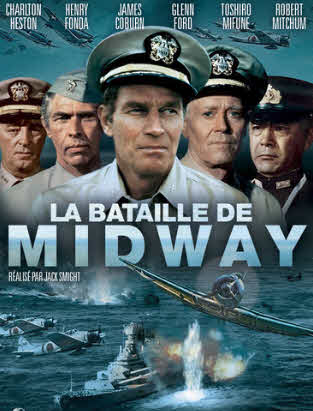 CHARLTON HENRY JAMES GLENN TOSHIRO ROBERT
HESTON FONDA COBURN FORD MIFUNE MITCHUM
LA BATAILLE DE
MIDWAY
RÉALISÉ PAR JACK SMIGHT